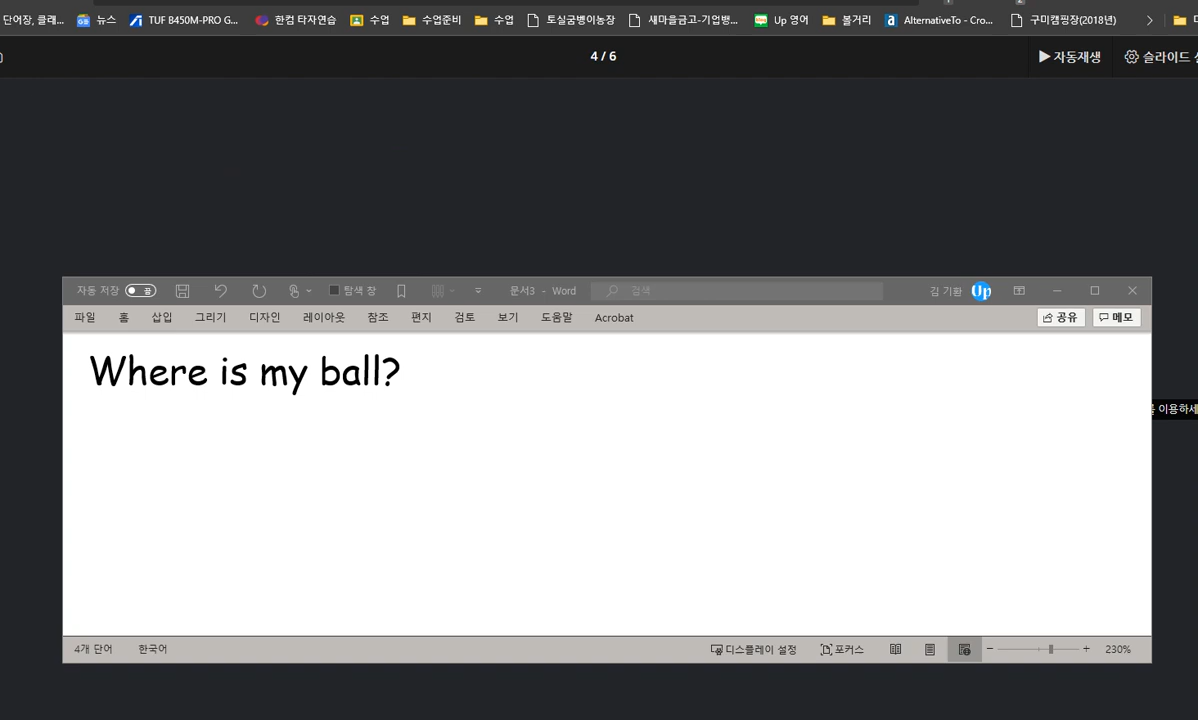 단어장, 클래... 뉴스 TUF B450M-PRO G... 한컴 타자연습 수업 수업준비 수업 토실굼벵이농장 새마을금고-기업뱅... Up 영어 볼거리 AlternativeTo - Cro... 구미캠핑장(2018년)
4 / 6 자동재생 슬라이드
자동 저장 끔 탐색 창 문서3 - Word 검색 김 기환 Up
파일 홈 삽입 그리기 디자인 레이아웃 참조 편지 검토 보기 도움말 Acrobat 공유 메모
Where is my ball?
이용하세
4개 단어 한국어 디스플레이 설정 포커스 230%